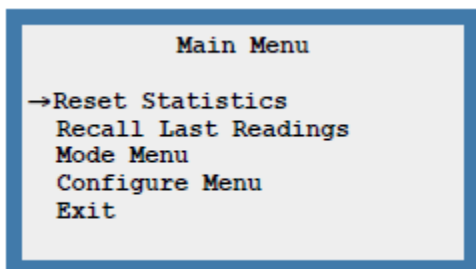 Main Menu
→Reset Statistics
Recall Last Readings
Mode Menu
Configure Menu
Exit